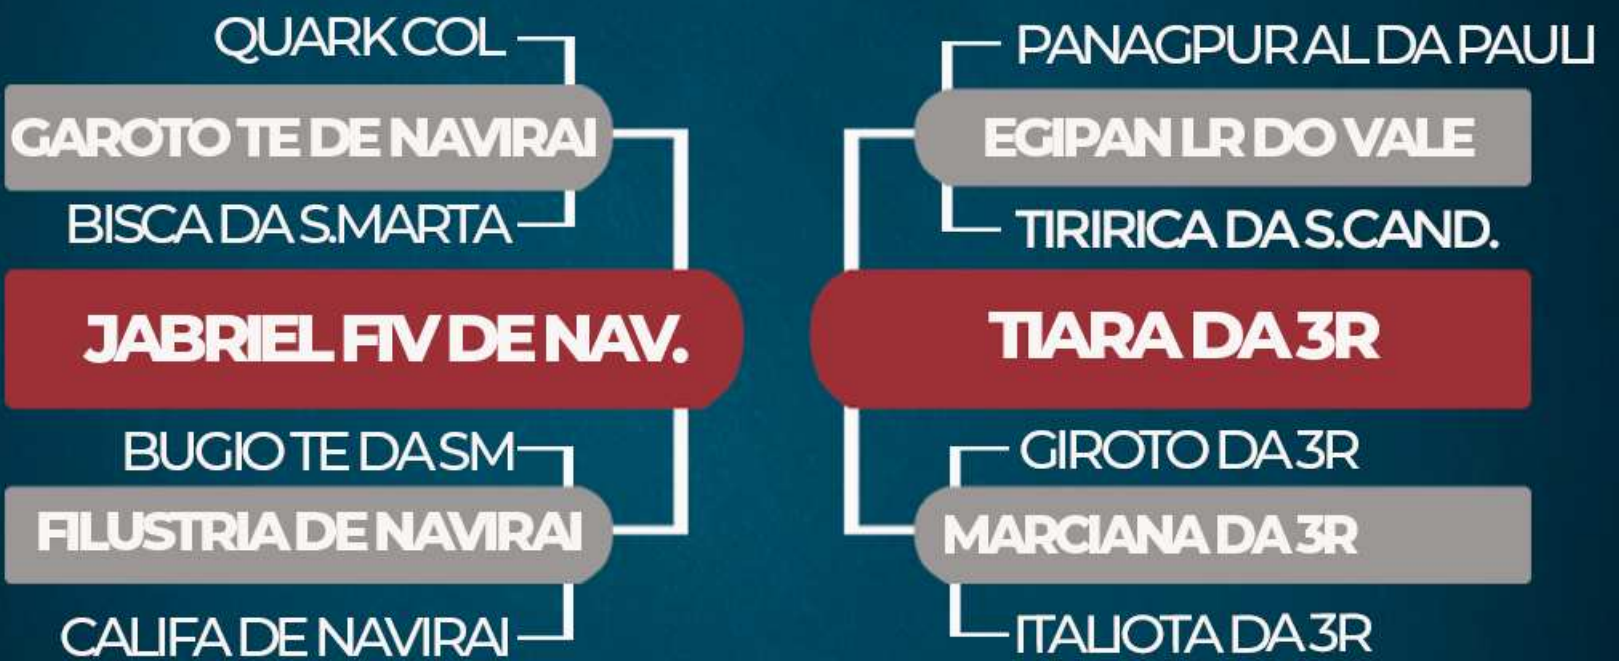 QUARK COL
GAROTO TE DE NAVIRAI
BISCA DA S.MARTA
JABRIEL FIV DE NAV.
BUGIO TE DA SM
FILUSTRIA DE NAVIRAI
CALIFA DE NAVIRAI
PANAGPUR AL DA PAULI
EGIPAN LR DO VALE
TIRIRICA DA S.CAND.
TIARA DA 3R
GIROTO DA 3R
MARCIANA DA 3R
ITALIOTA DA 3R